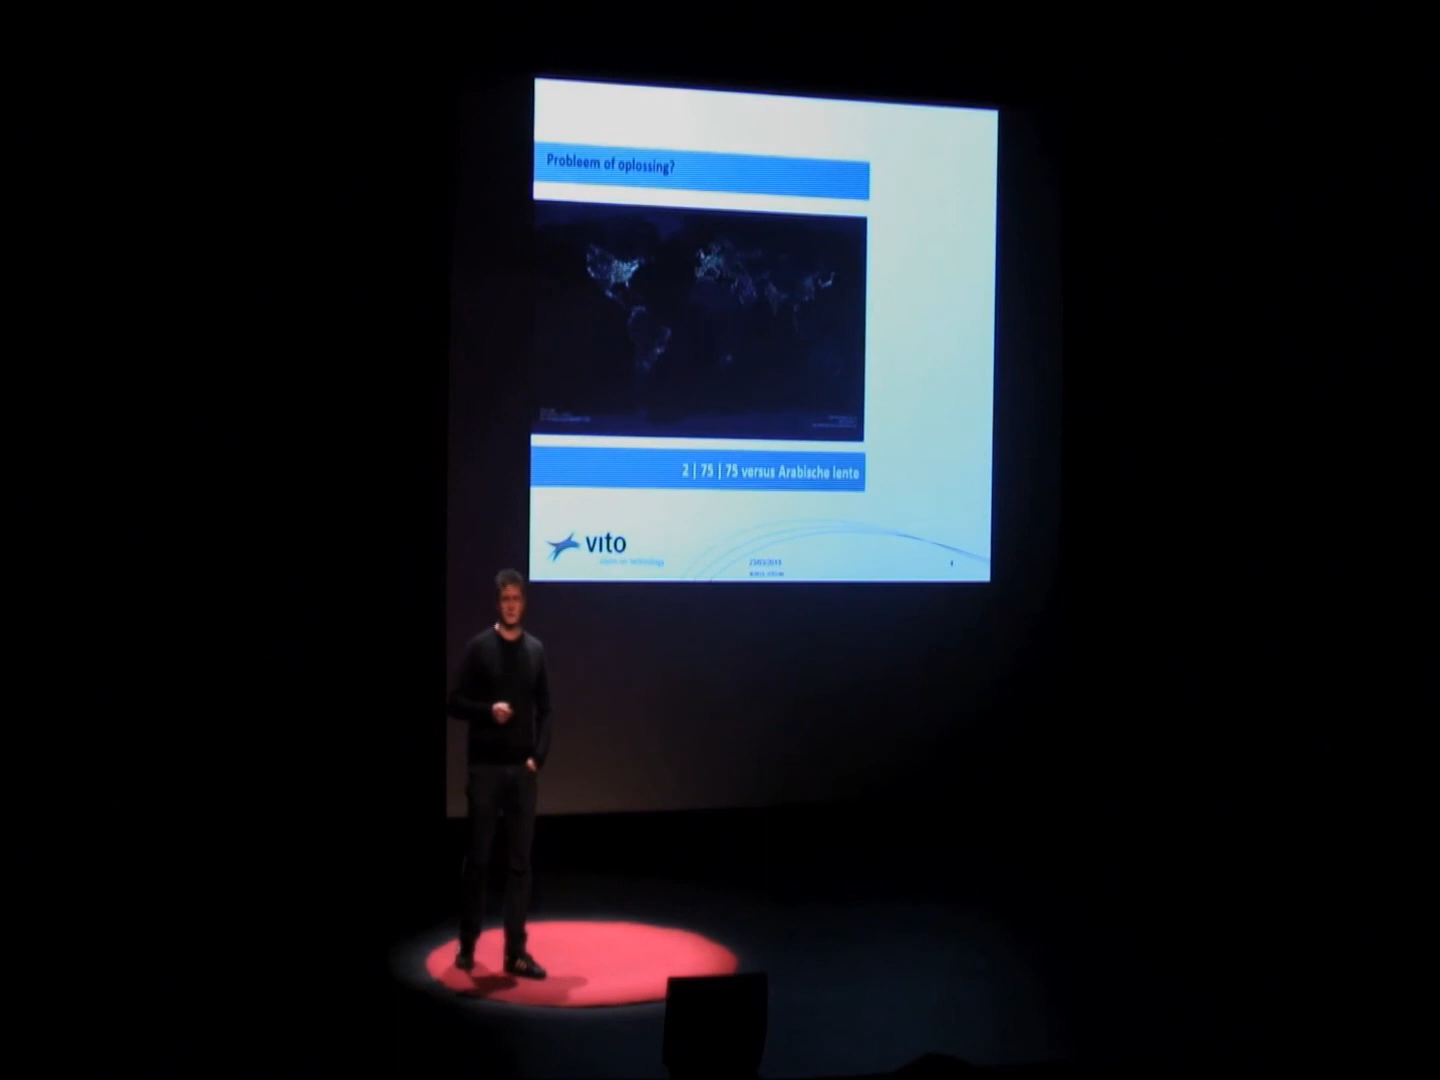 Probleem of oplossing?
2 | 75 | 75 versus Arabische lente
vito